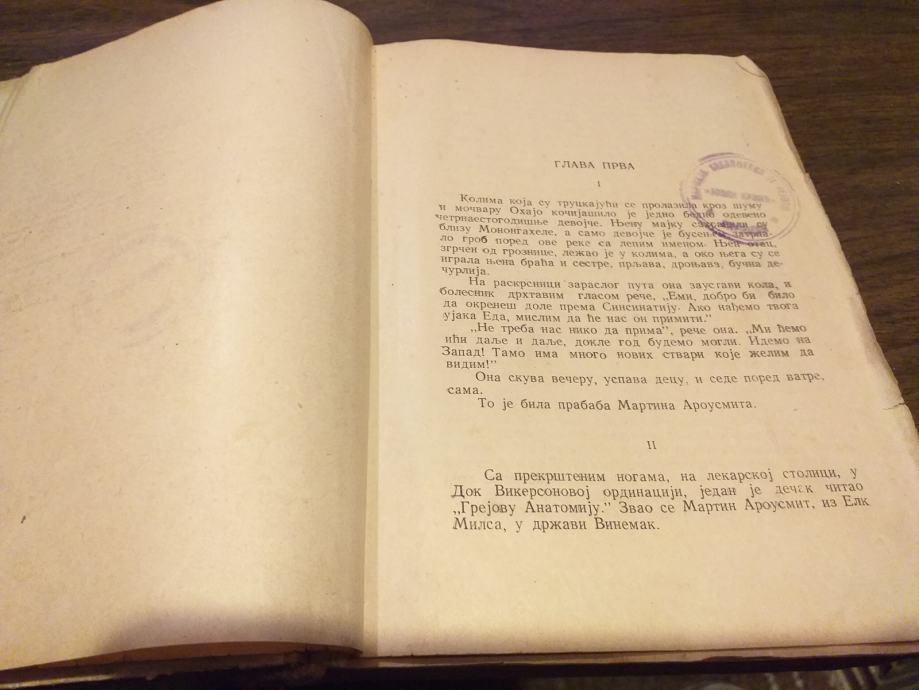 ГЛАВА ПРВА
I
Колима која су труцкајући се пролазила кроз шуму
и мочвару Охајо кочијашило је једно бедно одевено
четрнаестогодишње девојче. Њену мајку сахранили су
близу Мононгахеле, а само девојче је бусењем затрпа-
ло гроб поред ове реке са лепим именом. Њен отац,
згрчен од грознице, лежао је у колима, а око њега су се
играла њена браћа и сестре, прљава, дроњава, бучна де-
чурлија.
На раскрсници зараслог пута она заустави кола, и
болесник дрхтавим гласом рече, „Еми, добро би било
да окренеш доле према Синсинатију. Ако нађемо твога
ујака Еда, мислим да ће нас он примити.“
„Не треба нас нико да прима“, рече она. „Ми ћемо
ићи даље и даље, докле год будемо могли. Идемо на
Запад! Тамо има много нових ствари које желим да
видим!“
Она скува вечеру, успава децу, и седе поред ватре,
сама.
То је била прабаба Мартина Ароусмита.
II
Са прекрштеним ногама, на лекарској столици, у
Док Викерсоновој ординацији, један је дечак читао
„Грејову Анатомију.“ Звао се Мартин Ароусмит, из Елк
Милса, у држави Винемак.